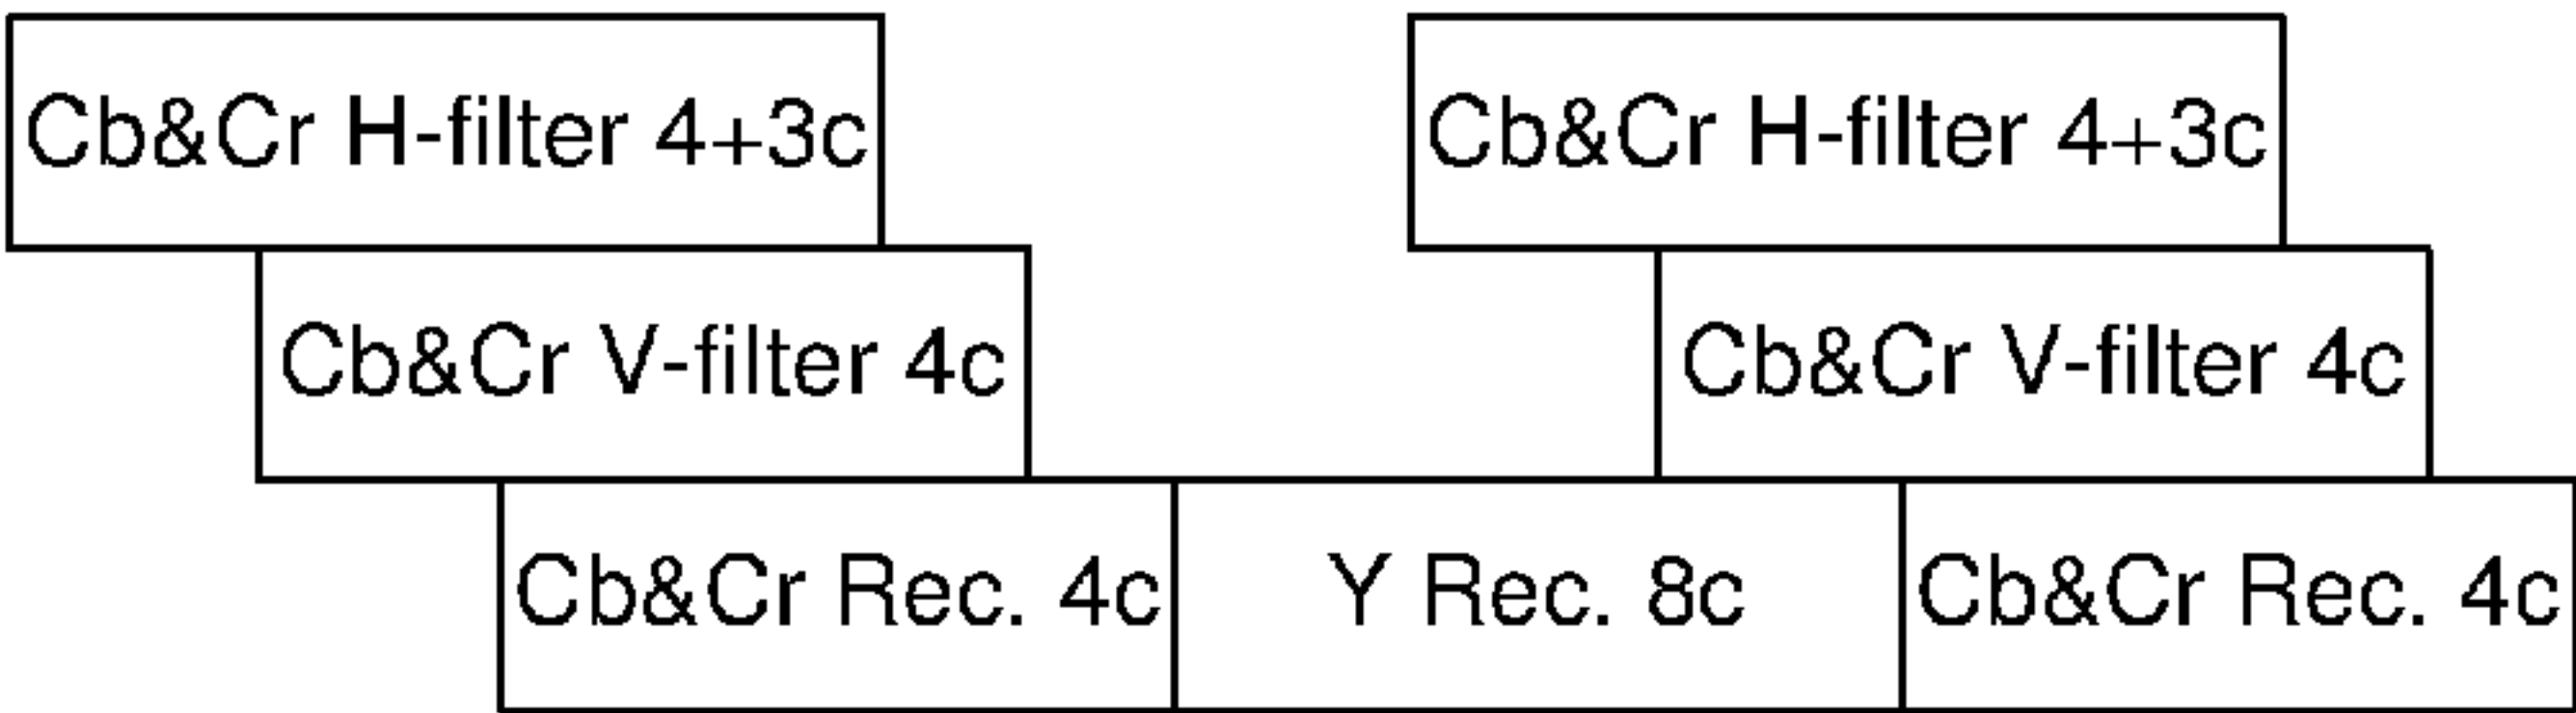 Cb&Cr H-filter 4+3c
Cb&Cr H-filter 4+3c
Cb&Cr V-filter 4c
Cb&Cr V-filter 4c
Cb&Cr Rec. 4c
Y Rec. 8c
Cb&Cr Rec. 4c